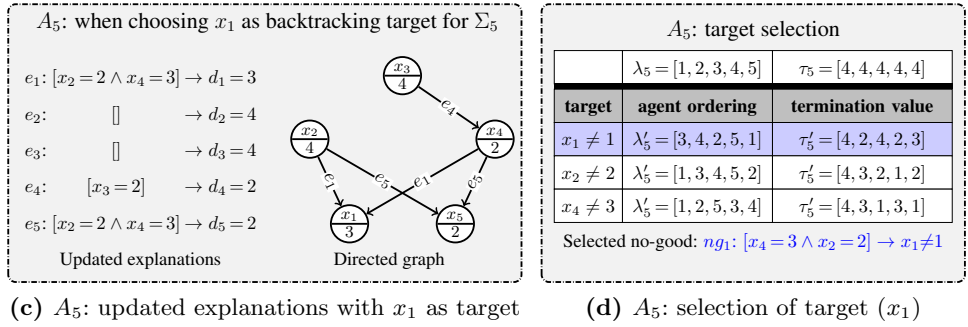 A₅: when choosing x₁ as backtracking target for Σ₅
e₁: [x₂=2 ∧ x₄=3] → d₁=3
e₂: [] → d₂=4
e₃: [] → d₃=4
e₄: [x₃=2] → d₄=2
e₅: [x₂=2 ∧ x₄=3] → d₅=2
Updated explanations
x₃
4
e₄
x₂
4
x₄
2
e₁
e₅
e₁
e₅
x₁
3
x₅
2
Directed graph
(c) A₅: updated explanations with x₁ as target
A₅: target selection
λ₅=[1, 2, 3, 4, 5] τ₅=[4, 4, 4, 4, 4]
target agent ordering termination value
x₁ ≠ 1 λ′₅=[3, 4, 2, 5, 1] τ′₅=[4, 2, 4, 2, 3]
x₂ ≠ 2 λ′₅=[1, 3, 4, 5, 2] τ′₅=[4, 3, 2, 1, 2]
x₄ ≠ 3 λ′₅=[1, 2, 5, 3, 4] τ′₅=[4, 3, 1, 3, 1]
Selected no-good: ng₁: [x₄=3 ∧ x₂=2] → x₁≠1
(d) A₅: selection of target (x₁)